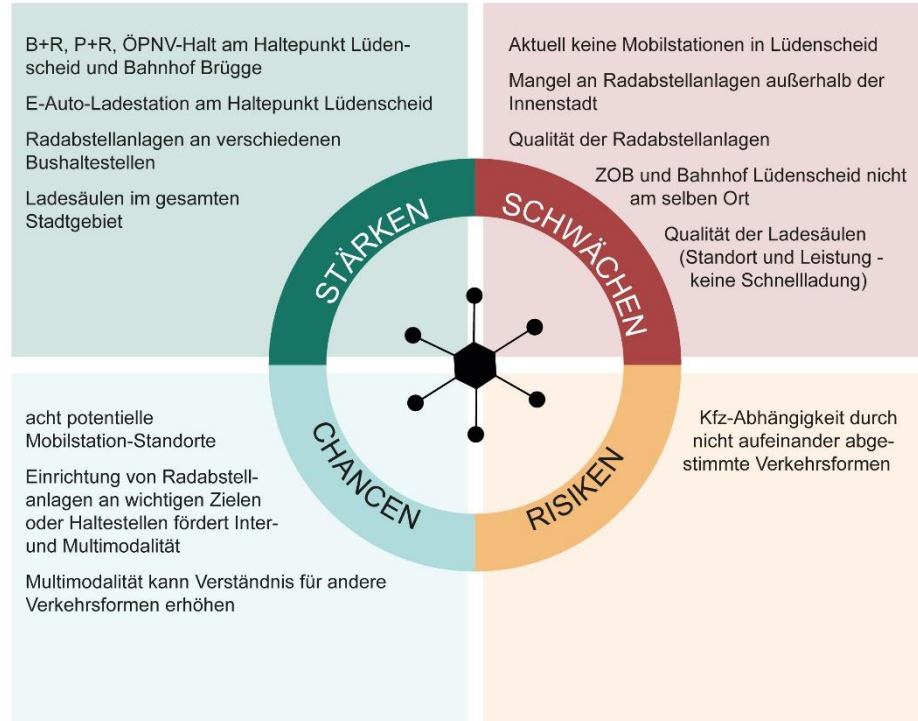 B+R, P+R, ÖPNV-Halt am Haltepunkt Lüden-
scheid und Bahnhof Brügge
E-Auto-Ladestation am Haltepunkt Lüdenscheid
Radabstellanlagen an verschiedenen
Bushaltestellen
Ladesäulen im gesamten
Stadtgebiet
STÄRKEN
Aktuell keine Mobilstationen in Lüdenscheid
Mangel an Radabstellanlagen außerhalb der
Innenstadt
Qualität der Radabstellanlagen
ZOB und Bahnhof Lüdenscheid nicht
am selben Ort
Qualität der Ladesäulen
(Standort und Leistung -
keine Schnellladung)
SCHWÄCHEN
acht potentielle
Mobilstation-Standorte
Einrichtung von Radabstell-
anlagen an wichtigen Zielen
oder Haltestellen fördert Inter-
und Multimodalität
Multimodalität kann Verständnis für andere
Verkehrsformen erhöhen
CHANCEN
Kfz-Abhängigkeit durch
nicht aufeinander abge-
stimmte Verkehrsformen
RISIKEN